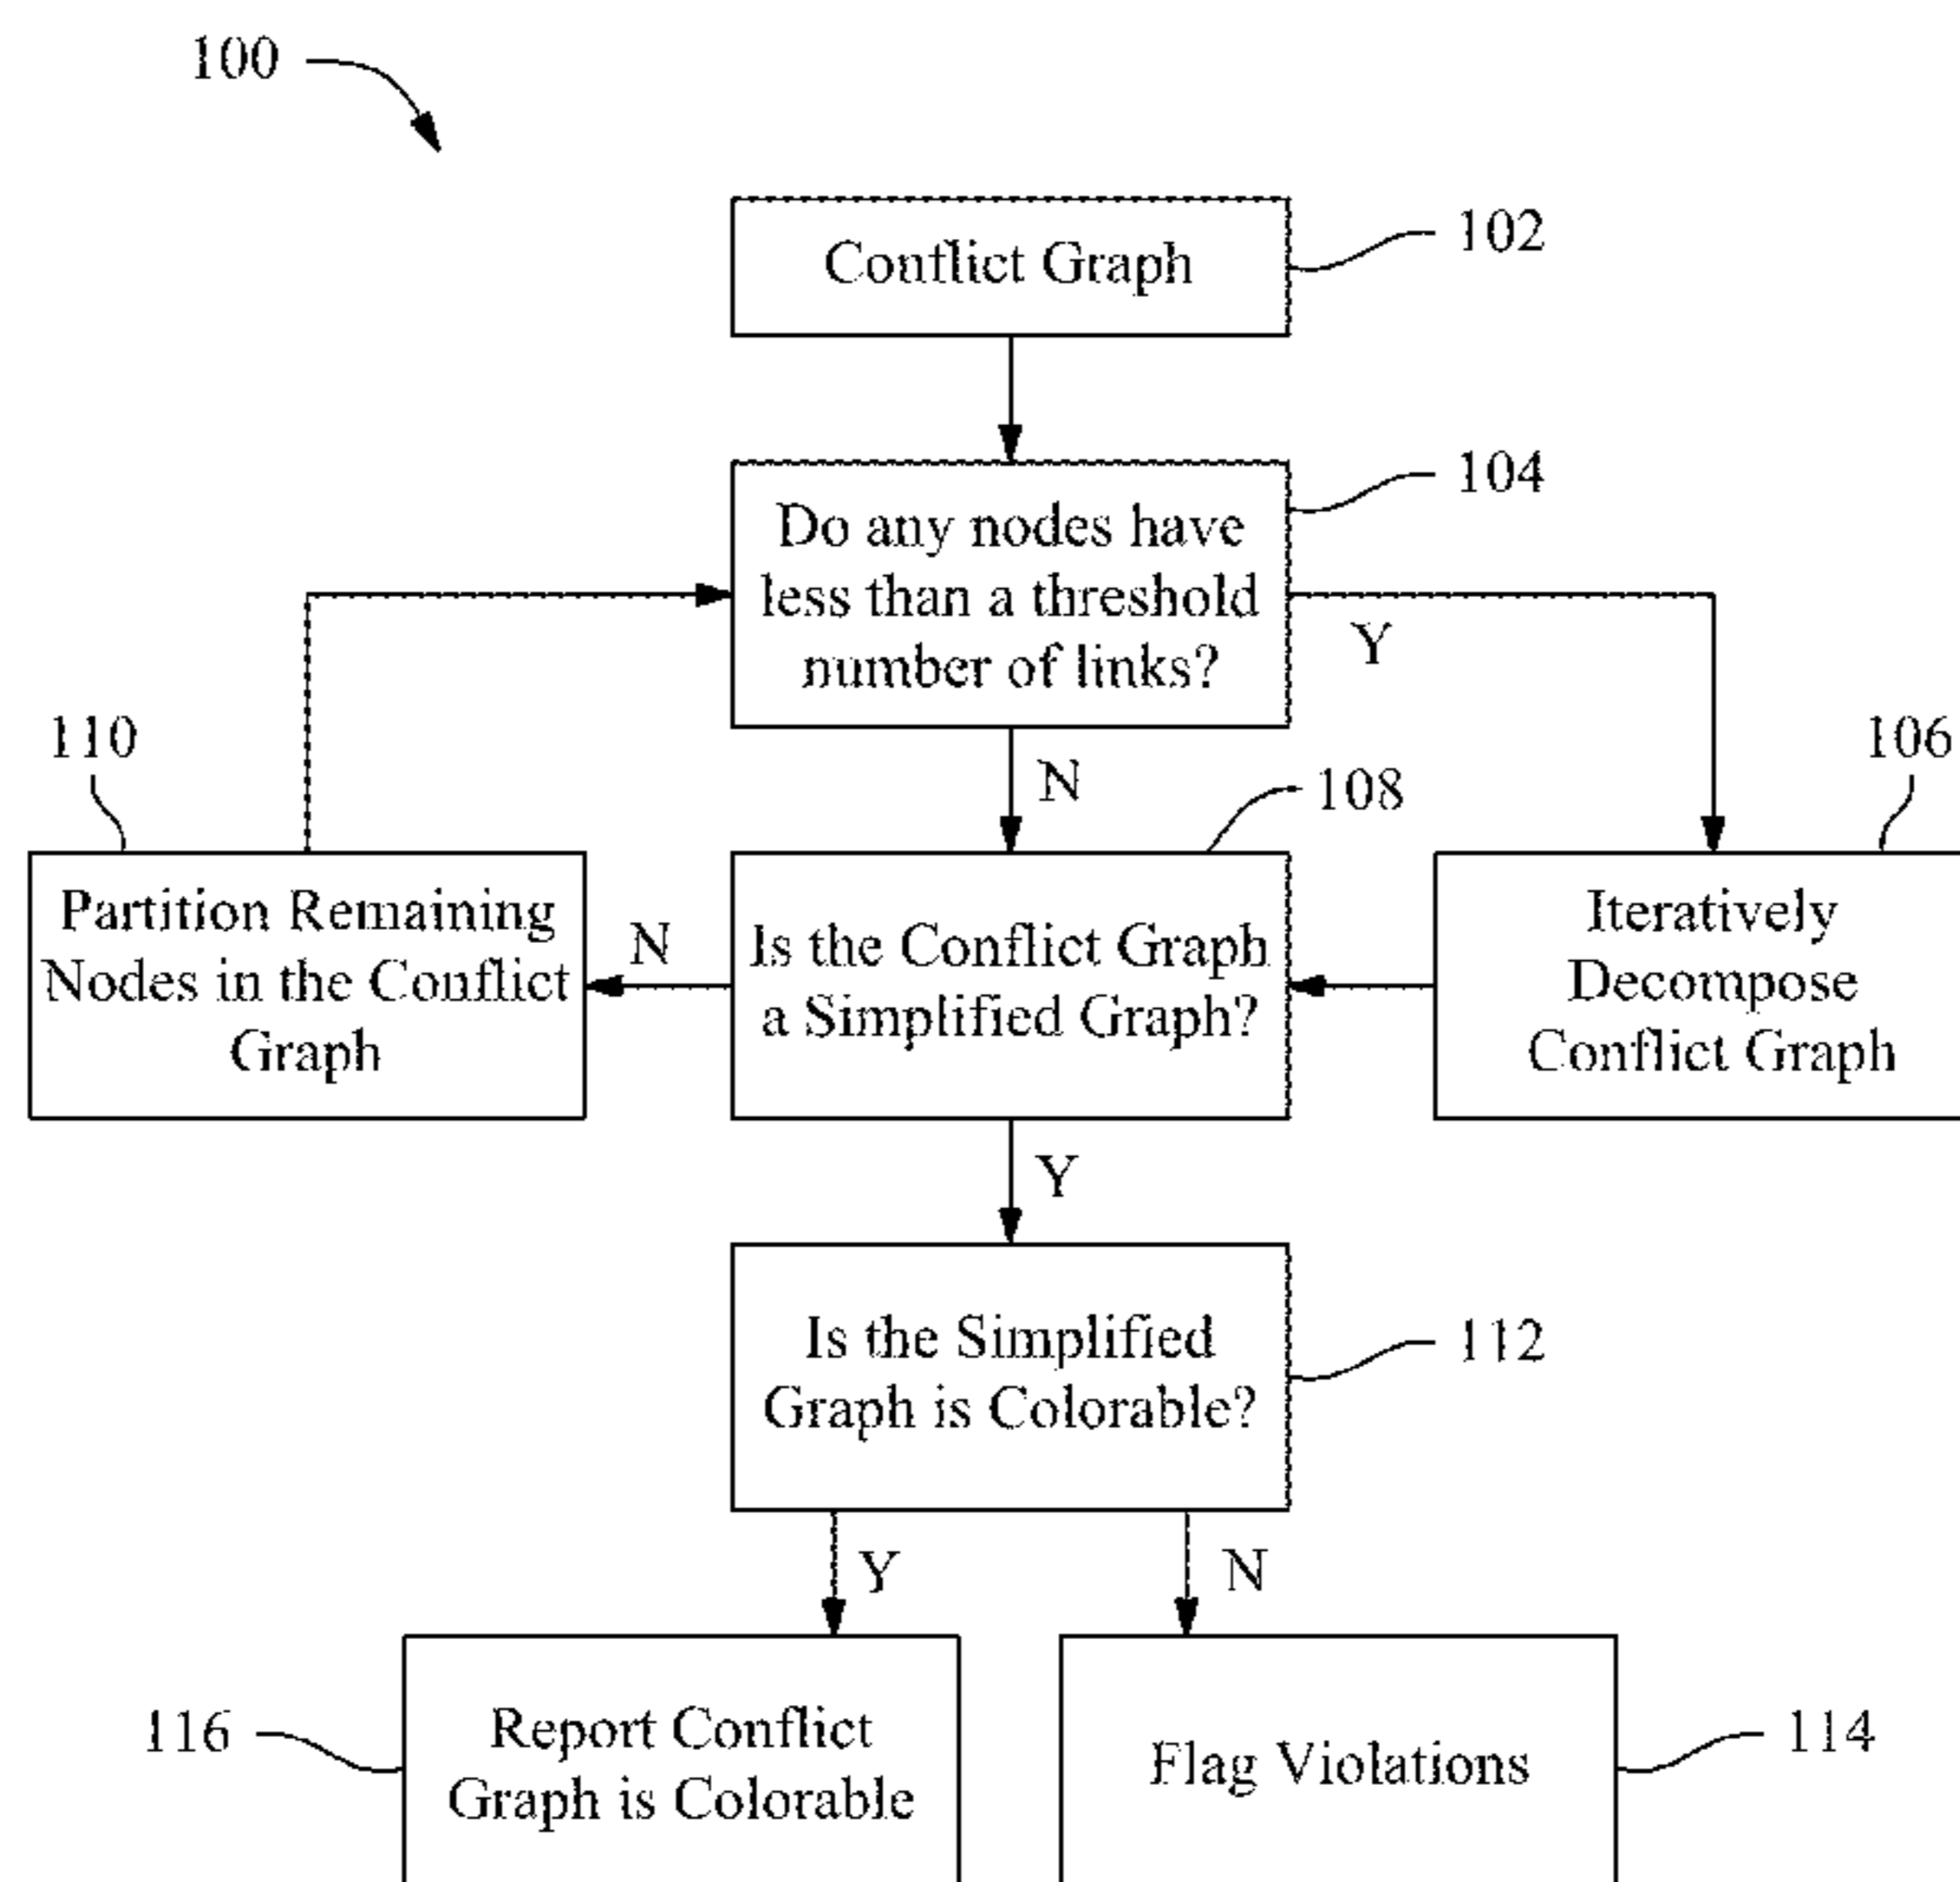 100
Conflict Graph
102
Do any nodes have
less than a threshold
number of links?
104
Y
N
110
108
106
Partition Remaining
Nodes in the Conflict
Graph
N
Is the Conflict Graph
a Simplified Graph?
Iteratively
Decompose
Conflict Graph
Y
Is the Simplified
Graph is Colorable?
112
Y
N
116
Report Conflict
Graph is Colorable
Flag Violations
114